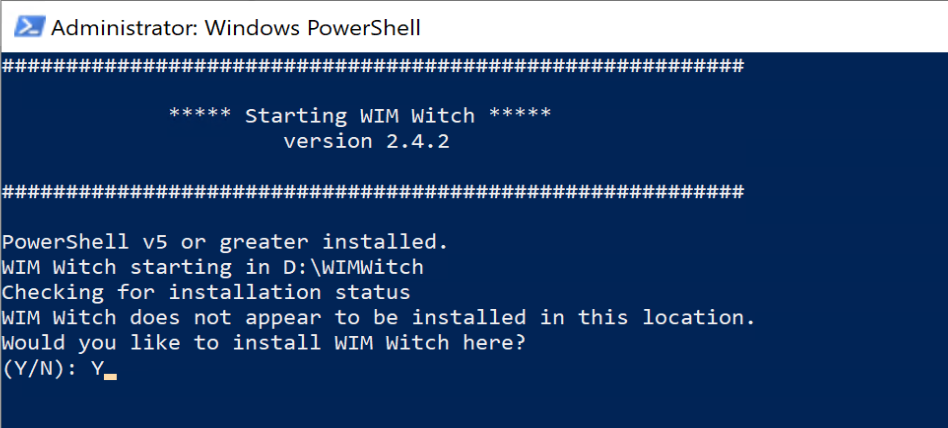 Administrator: Windows PowerShell
##########################################################
***** Starting WIM Witch *****
version 2.4.2
##########################################################
PowerShell v5 or greater installed.
WIM Witch starting in D:\WIMWitch
Checking for installation status
WIM Witch does not appear to be installed in this location.
Would you like to install WIM Witch here?
(Y/N): Y